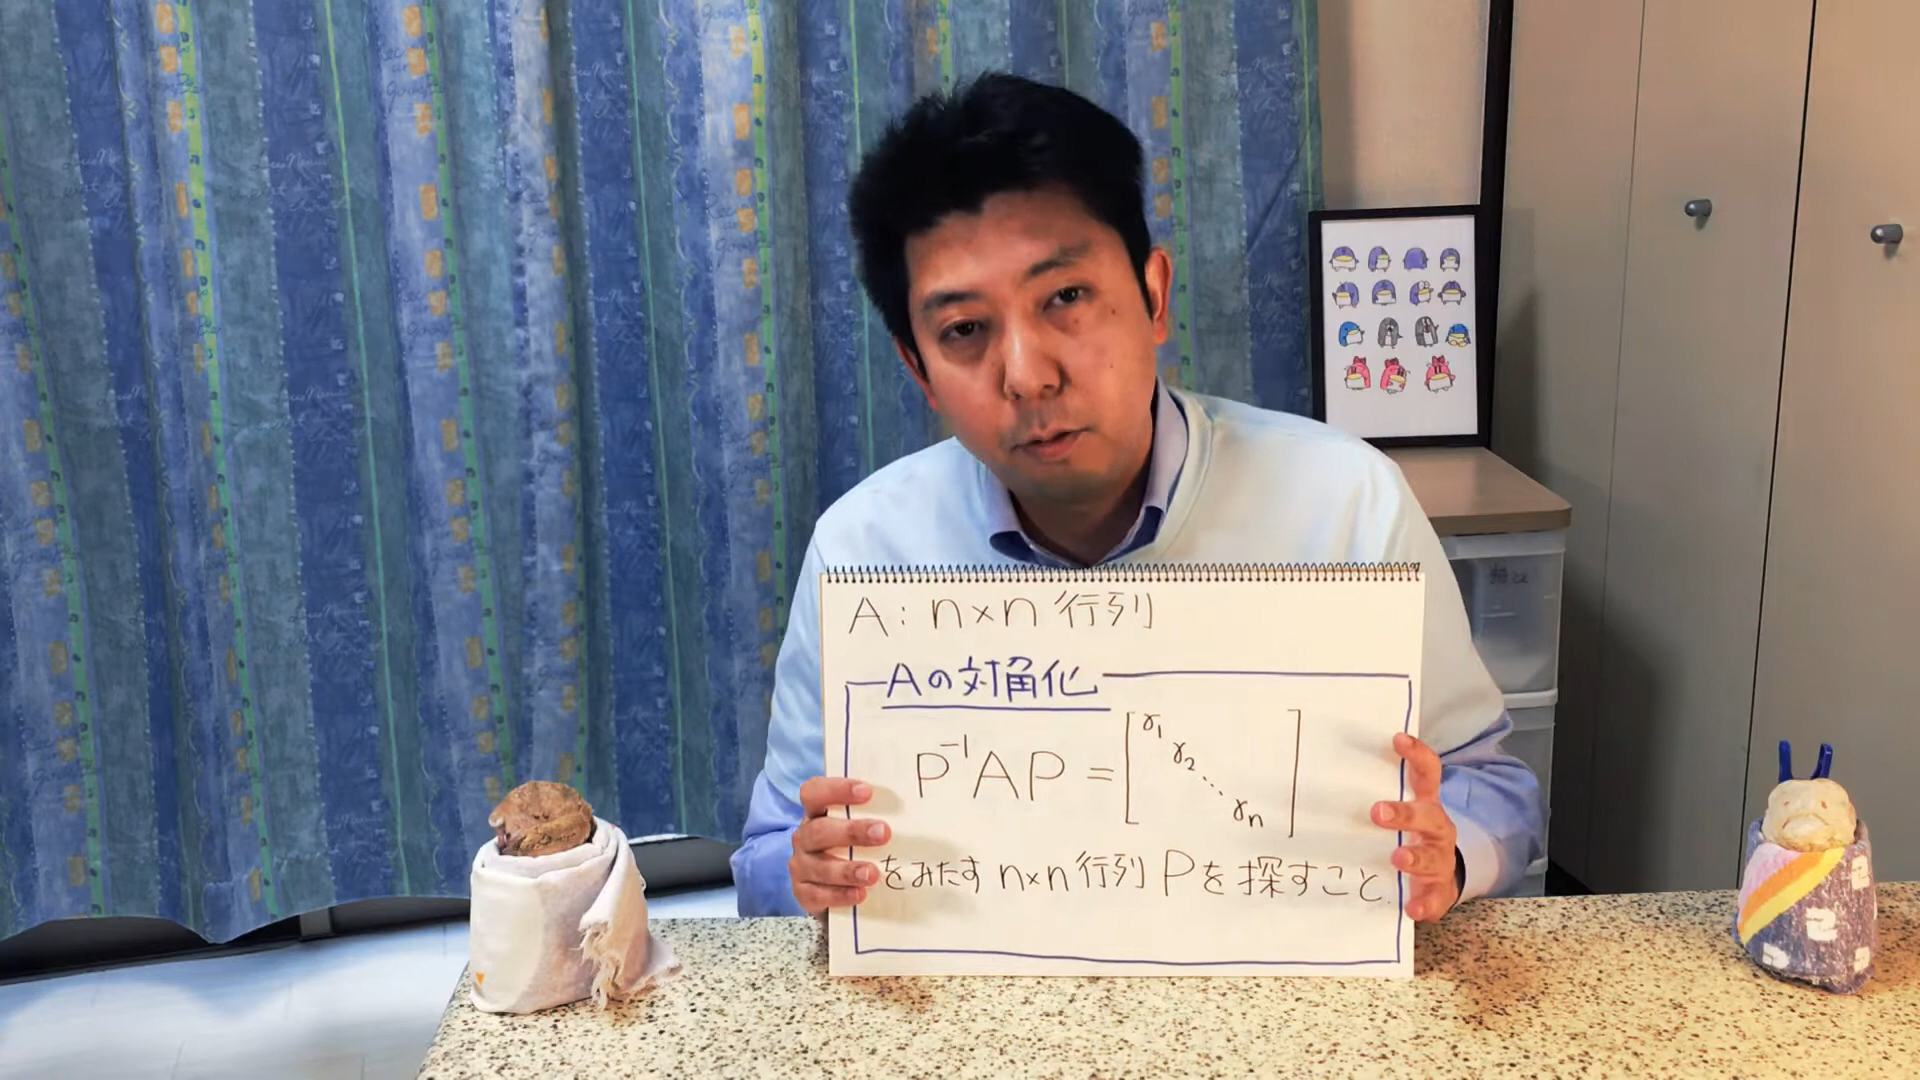 A: n×n 行列
Aの対角化
P⁻¹AP = [γ₁ γ₂ ⋱ γₙ]
をみたす n×n 行列 Pを探すこと.